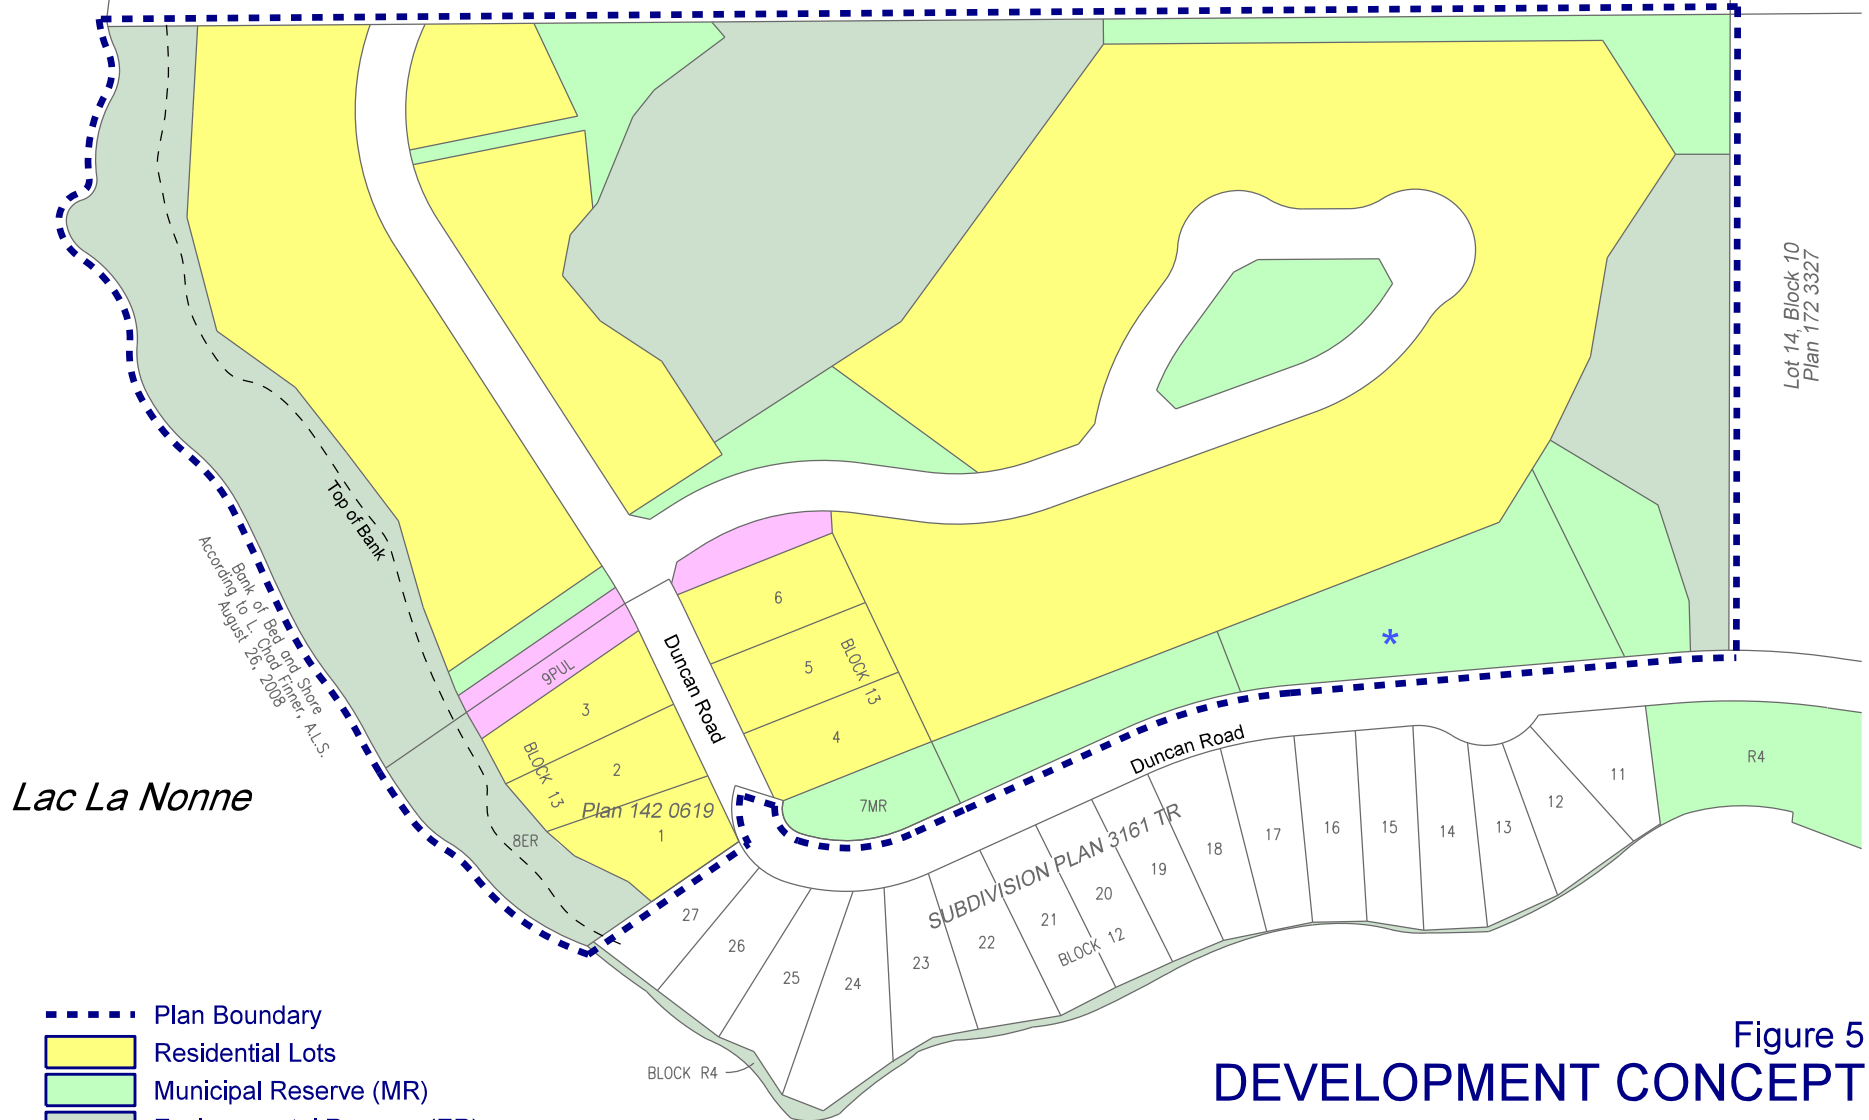 Lot 14, Block 10
Plan 172 3327
Top of Bank
Bank of Bed and Shore
According to L. Chad Finner, A.L.S.
August 26, 2008
Duncan Road
6
5
4
BLOCK 13
9PUL
3
2
1
BLOCK 13
Plan 142 0619
8ER
7MR
*
Duncan Road
Lac La Nonne
SUBDIVISION PLAN 3161 TR
BLOCK 12
27
26
25
24
23
22
21
20
19
18
17
16
15
14
13
12
11
R4
BLOCK R4
Plan Boundary
Residential Lots
Municipal Reserve (MR)
Figure 5
DEVELOPMENT CONCEPT